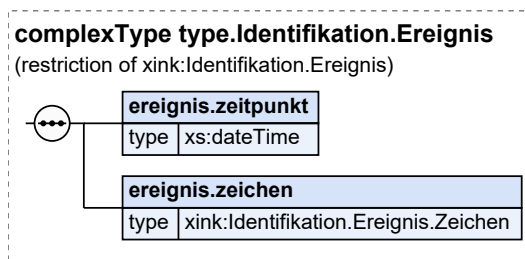 complexType type.Identifikation.Ereignis
(restriction of xink:Identifikation.Ereignis)
ereignis.zeitpunkt
type xs:dateTime
ereignis.zeichen
type xink:Identifikation.Ereignis.Zeichen